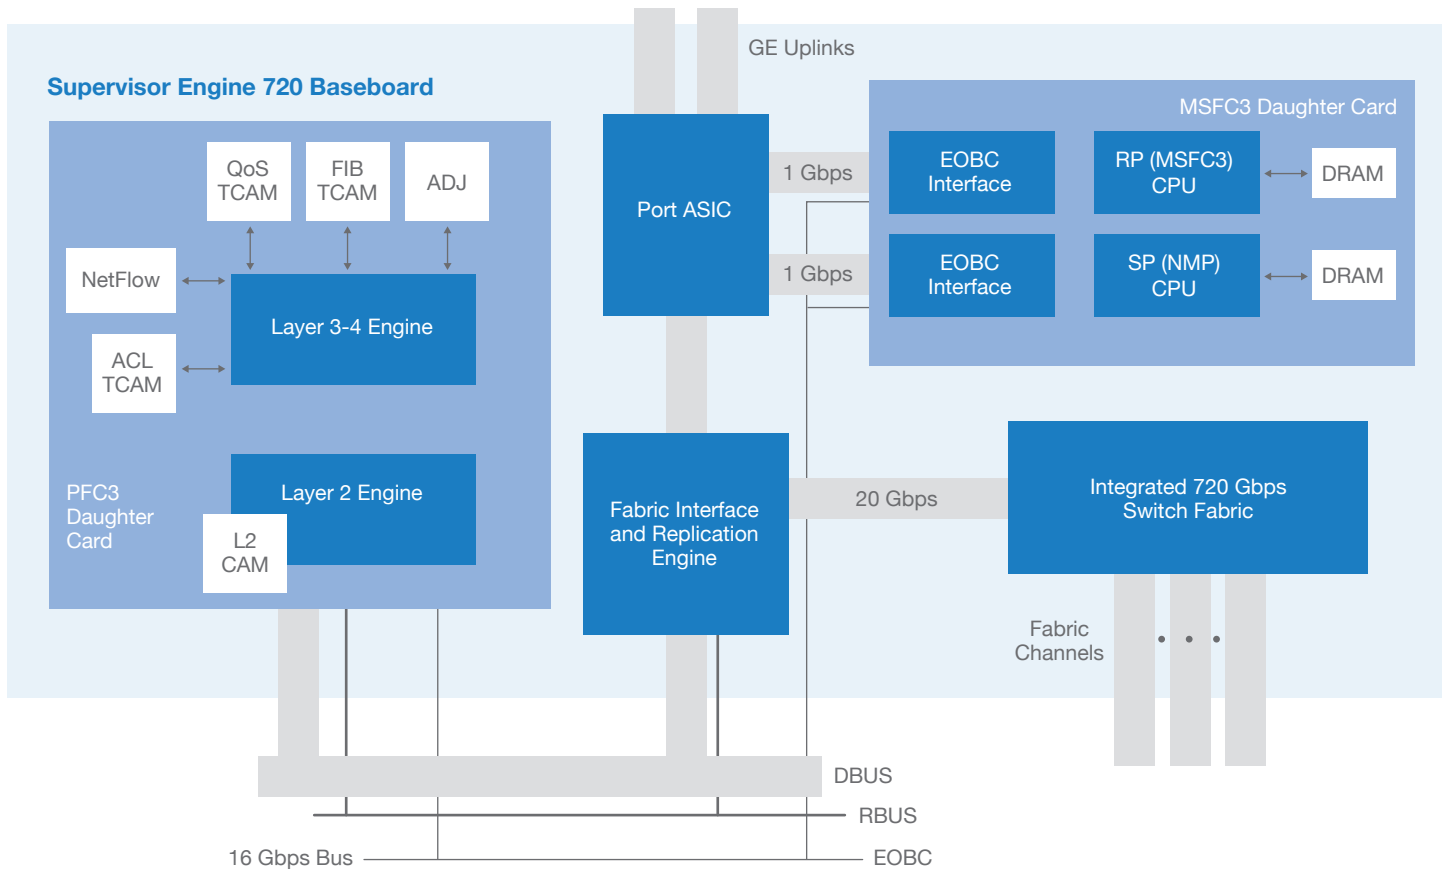 GE Uplinks
Supervisor Engine 720 Baseboard
MSFC3 Daughter Card
QoS
TCAM
FIB
TCAM
ADJ
NetFlow
ACL
TCAM
Layer 3-4 Engine
Layer 2 Engine
L2
CAM
PFC3
Daughter
Card
Port ASIC
1 Gbps
1 Gbps
EOBC
Interface
RP (MSFC3)
CPU
DRAM
EOBC
Interface
SP (NMP)
CPU
DRAM
Fabric Interface
and Replication
Engine
20 Gbps
Integrated 720 Gbps
Switch Fabric
Fabric
Channels
DBUS
RBUS
16 Gbps Bus
EOBC